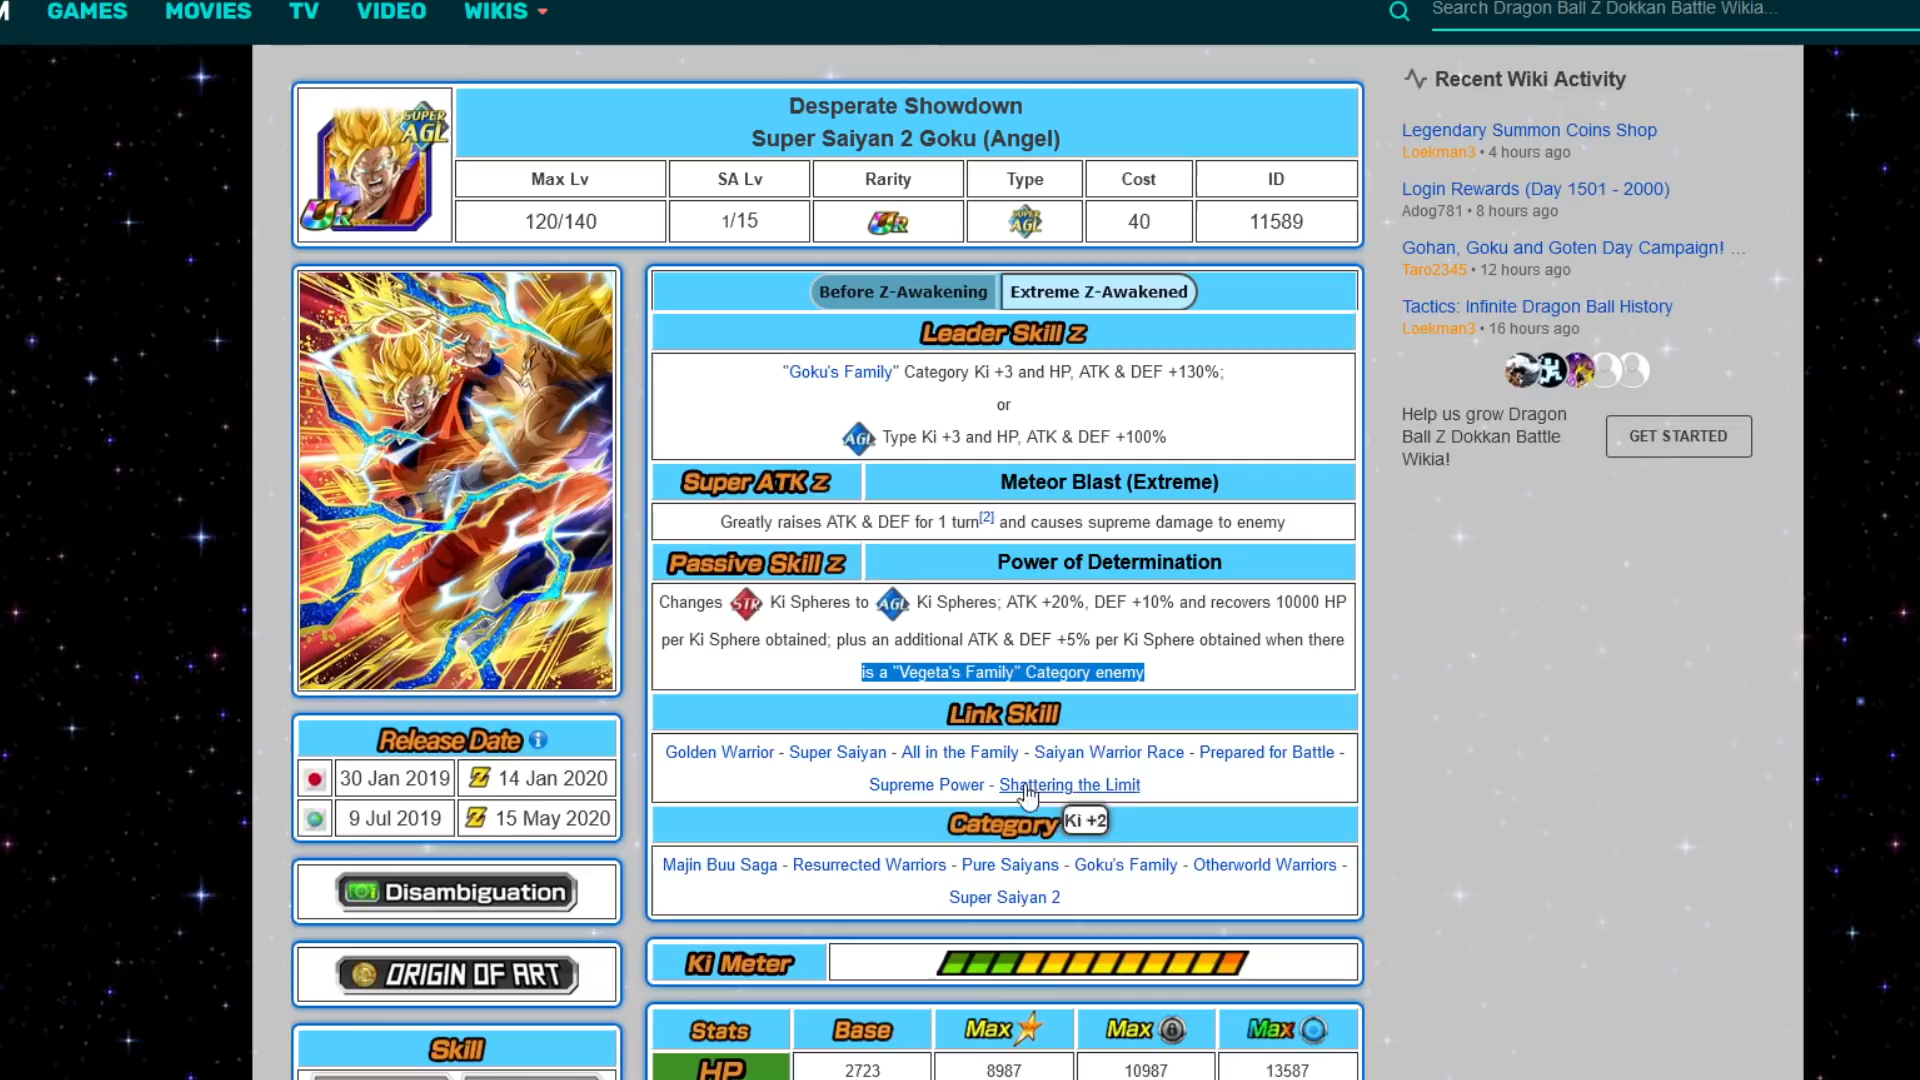 M GAMES MOVIES TV VIDEO WIKIS
Search Dragon Ball Z Dokkan Battle Wikia...
Desperate Showdown
Super Saiyan 2 Goku (Angel)
Max Lv SA Lv Rarity Type Cost ID
120/140 1/15 UR SUPER AGL 40 11589
SUPER AGL
UR
Before Z-Awakening Extreme Z-Awakened
Leader Skill Z
"Goku's Family" Category Ki +3 and HP, ATK & DEF +130%;
or
AGL Type Ki +3 and HP, ATK & DEF +100%
Super ATK Z Meteor Blast (Extreme)
Greatly raises ATK & DEF for 1 turn[2] and causes supreme damage to enemy
Passive Skill Z Power of Determination
Changes STR Ki Spheres to AGL Ki Spheres; ATK +20%, DEF +10% and recovers 10000 HP
per Ki Sphere obtained; plus an additional ATK & DEF +5% per Ki Sphere obtained when there
is a "Vegeta's Family" Category enemy
Link Skill
Golden Warrior - Super Saiyan - All in the Family - Saiyan Warrior Race - Prepared for Battle -
Supreme Power - Shattering the Limit
Category Ki +2
Majin Buu Saga - Resurrected Warriors - Pure Saiyans - Goku's Family - Otherworld Warriors -
Super Saiyan 2
Ki Meter
Stats Base Max Max Max
HP 2723 8987 10987 13587
Release Date
30 Jan 2019 Z 14 Jan 2020
9 Jul 2019 Z 15 May 2020
Disambiguation
ORIGIN OF ART
Skill
Recent Wiki Activity
Legendary Summon Coins Shop
Loekman3 • 4 hours ago
Login Rewards (Day 1501 - 2000)
Adog781 • 8 hours ago
Gohan, Goku and Goten Day Campaign! ...
Taro2345 • 12 hours ago
Tactics: Infinite Dragon Ball History
Loekman3 • 16 hours ago
Help us grow Dragon
Ball Z Dokkan Battle
Wikia!
GET STARTED